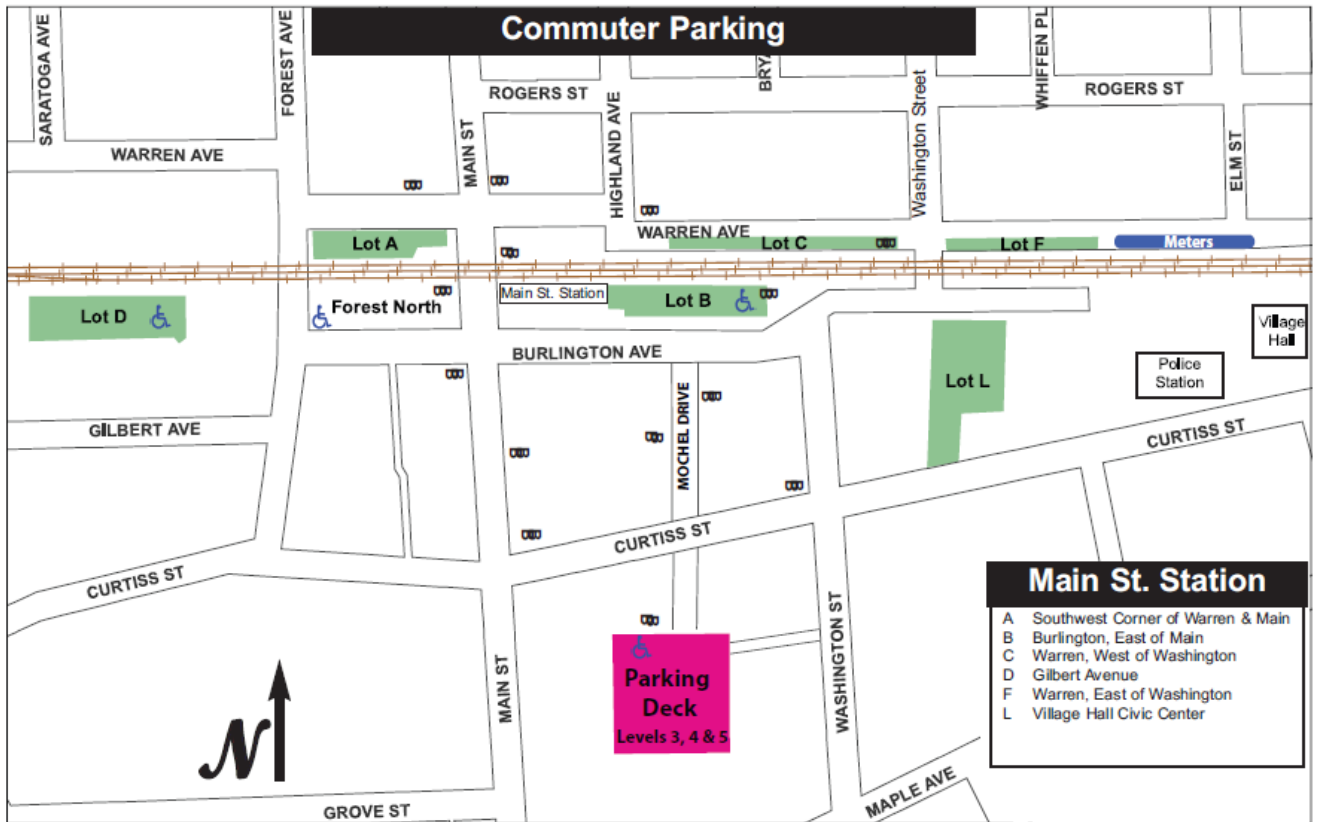 Commuter Parking
SARATOGA AVE
FOREST AVE
WARREN AVE
MAIN ST
ROGERS ST
HIGHLAND AVE
BRYA
Washington Street
WHIFFEN PL
ROGERS ST
ELM ST
WARREN AVE
Lot A
Lot C
Lot F
Meters
Lot D
Forest North
Main St. Station
Lot B
BURLINGTON AVE
Lot L
Village
Hall
Police
Station
GILBERT AVE
MOCHEL DRIVE
CURTISS ST
CURTISS ST
CURTISS ST
MAIN ST
WASHINGTON ST
Parking
Deck
Levels 3, 4 & 5
N
GROVE ST
MAPLE AVE
Main St. Station
A Southwest Corner of Warren & Main
B Burlington, East of Main
C Warren, West of Washington
D Gilbert Avenue
F Warren, East of Washington
L Village Hall Civic Center